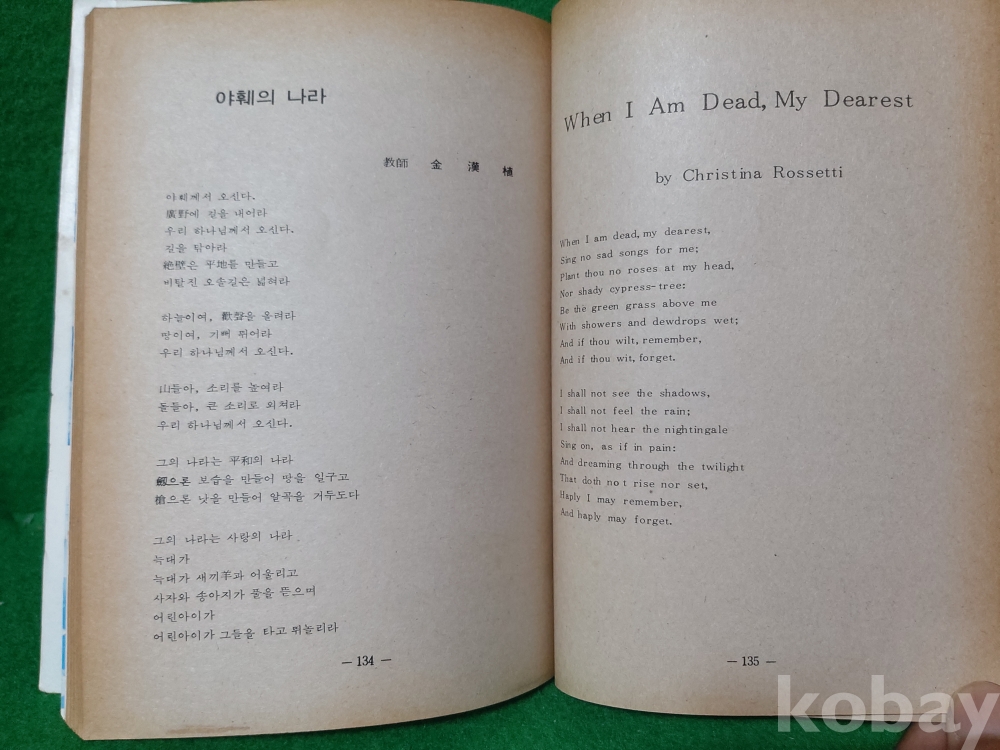 야훼의 나라
教師 金 漢 植
야훼께서 오신다.
廣野에 길을 내어라
우리 하나님께서 오신다.
길을 닦아라
絶壁은 平地를 만들고
비탈진 오솔길은 넓혀라
하늘이여, 歡聲을 올려라
땅이여, 기뻐 뛰어라
우리 하나님께서 오신다.
山들아, 소리를 높여라
돌들아, 큰 소리로 외쳐라
우리 하나님께서 오신다.
그의 나라는 平和의 나라
劒으론 보습을 만들어 땅을 일구고
槍으론 낫을 만들어 알곡을 거두도다
그의 나라는 사랑의 나라
늑대가
늑대가 새끼羊과 어울리고
사자와 송아지가 풀을 뜯으며
어린아이가
어린아이가 그들을 타고 뛰놀리라
— 134 —
When I Am Dead, My Dearest
by Christina Rossetti
When I am dead, my dearest,
Sing no sad songs for me:
Plant thou no roses at my head,
Nor shady cypress-tree:
Be the green grass above me
With showers and dewdrops wet;
And if thou wilt, remember,
And if thou wit, forget.
I shall not see the shadows,
I shall not feel the rain;
I shall not hear the nightingale
Sing on, as if in pain:
And dreaming through the twilight
That doth not rise nor set,
Haply I may remember,
And haply may forget.
— 135 —
kobay